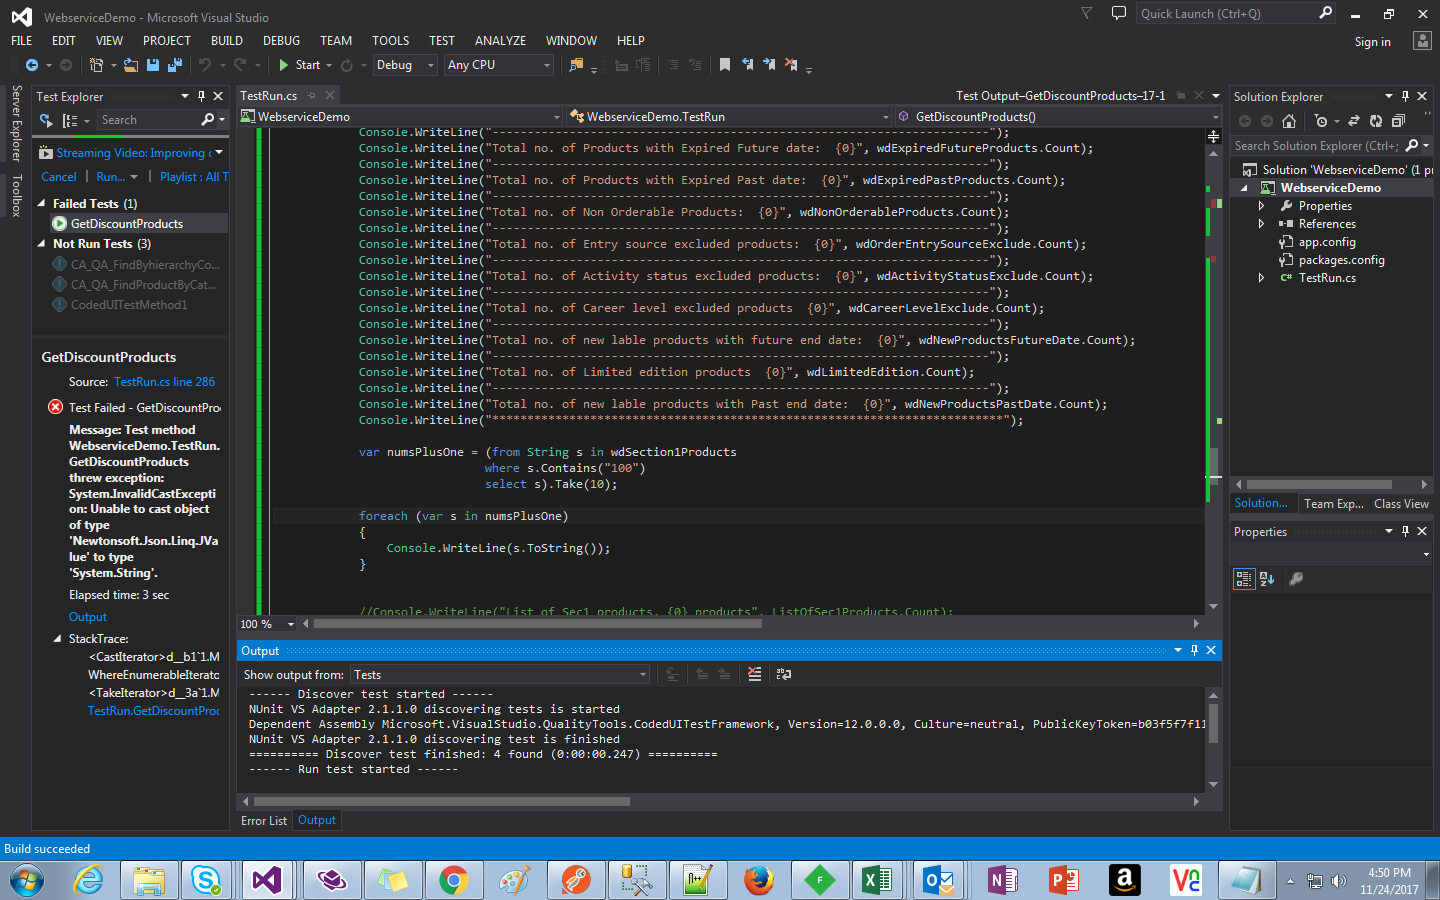 WebserviceDemo - Microsoft Visual Studio
Quick Launch (Ctrl+Q)
FILE EDIT VIEW PROJECT BUILD DEBUG TEAM TOOLS TEST ANALYZE WINDOW HELP
Sign in
Start Debug Any CPU
Server Explorer
Toolbox
Test Explorer
Search
Streaming Video: Improving
Cancel | Run... | Playlist : All T
Failed Tests (1)
GetDiscountProducts
Not Run Tests (3)
CA_QA_FindByhierarchyCo...
CA_QA_FindProductByCat...
CodedUITestMethod1
GetDiscountProducts
Source: TestRun.cs line 286
Test Failed - GetDiscountPro
Message: Test method
WebserviceDemo.TestRun.
GetDiscountProducts
threw exception:
System.InvalidCastExcepti
on: Unable to cast object
of type
'Newtonsoft.Json.Linq.JVa
lue' to type
'System.String'.
Elapsed time: 3 sec
Output
StackTrace:
<CastIterator>d__b1`1.M
WhereEnumerableIterato
<TakeIterator>d__3a`1.M
TestRun.GetDiscountProd
TestRun.cs
Test Output–GetDiscountProducts–17-1
WebserviceDemo
WebserviceDemo.TestRun
GetDiscountProducts()
Console.WriteLine("-----------------------------------------------------------------------");
Console.WriteLine("Total no. of Products with Expired Future date:  {0}", wdExpiredFutureProducts.Count);
Console.WriteLine("-----------------------------------------------------------------------");
Console.WriteLine("Total no. of Products with Expired Past date:  {0}", wdExpiredPastProducts.Count);
Console.WriteLine("-----------------------------------------------------------------------");
Console.WriteLine("Total no. of Non Orderable Products:  {0}", wdNonOrderableProducts.Count);
Console.WriteLine("-----------------------------------------------------------------------");
Console.WriteLine("Total no. of Entry source excluded products:  {0}", wdOrderEntrySourceExclude.Count);
Console.WriteLine("-----------------------------------------------------------------------");
Console.WriteLine("Total no. of Activity status excluded products:  {0}", wdActivityStatusExclude.Count);
Console.WriteLine("-----------------------------------------------------------------------");
Console.WriteLine("Total no. of Career level excluded products  {0}", wdCareerLevelExclude.Count);
Console.WriteLine("-----------------------------------------------------------------------");
Console.WriteLine("Total no. of new lable products with future end date:  {0}", wdNewProductsFutureDate.Count);
Console.WriteLine("-----------------------------------------------------------------------");
Console.WriteLine("Total no. of Limited edition products  {0}", wdLimitedEdition.Count);
Console.WriteLine("-----------------------------------------------------------------------");
Console.WriteLine("Total no. of new lable products with Past end date:  {0}", wdNewProductsPastDate.Count);
Console.WriteLine("*************************************************************************");
var numsPlusOne = (from String s in wdSection1Products
where s.Contains("100")
select s).Take(10);
foreach (var s in numsPlusOne)
{
Console.WriteLine(s.ToString());
}
//Console.WriteLine("List of Sec1 products, {0} products", ListOfSec1Products.Count);
100 %
Output
Show output from: Tests
------ Discover test started ------
NUnit VS Adapter 2.1.1.0 discovering tests is started
Dependent Assembly Microsoft.VisualStudio.QualityTools.CodedUITestFramework, Version=12.0.0.0, Culture=neutral, PublicKeyToken=b03f5f7f11
NUnit VS Adapter 2.1.1.0 discovering test is finished
========== Discover test finished: 4 found (0:00:00.247) ==========
------ Run test started ------
Error List Output
Solution Explorer
Search Solution Explorer (Ctrl+;
Solution 'WebserviceDemo' (1 pr
WebserviceDemo
Properties
References
app.config
packages.config
C# TestRun.cs
Solution... Team Exp... Class View
Properties
Build succeeded
4:50 PM
11/24/2017